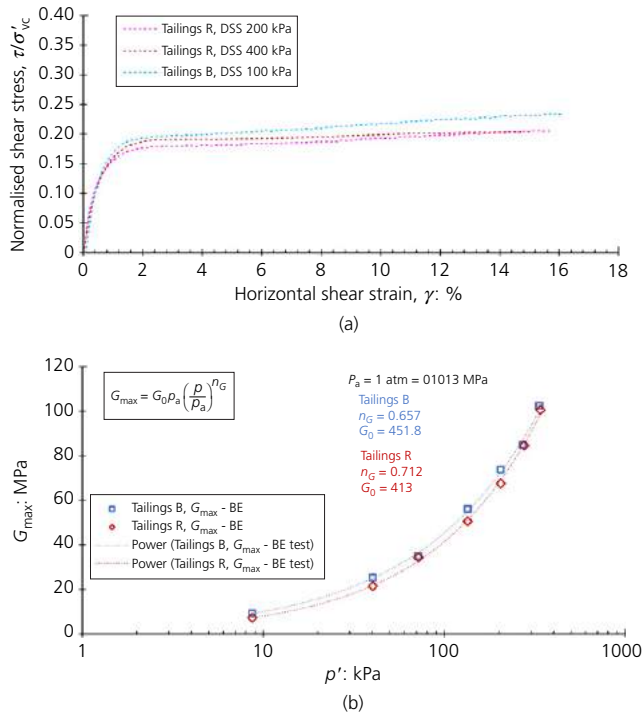 Normalised shear stress, τ/σ′vc
0.40
0.35
0.30
0.25
0.20
0.15
0.10
0.05
0
Tailings R, DSS 200 kPa
Tailings R, DSS 400 kPa
Tailings B, DSS 100 kPa
0 2 4 6 8 10 12 14 16 18
Horizontal shear strain, γ: %
(a)
Gmax: MPa
120
100
80
60
40
20
0
Gmax = G0pa(p/pa)^nG
Pa = 1 atm = 01013 MPa
Tailings B
nG = 0.657
G0 = 451.8
Tailings R
nG = 0.712
G0 = 413
Tailings B, Gmax - BE
Tailings R, Gmax - BE
Power (Tailings B, Gmax - BE test)
Power (Tailings R, Gmax - BE test)
1 10 100 1000
p′: kPa
(b)